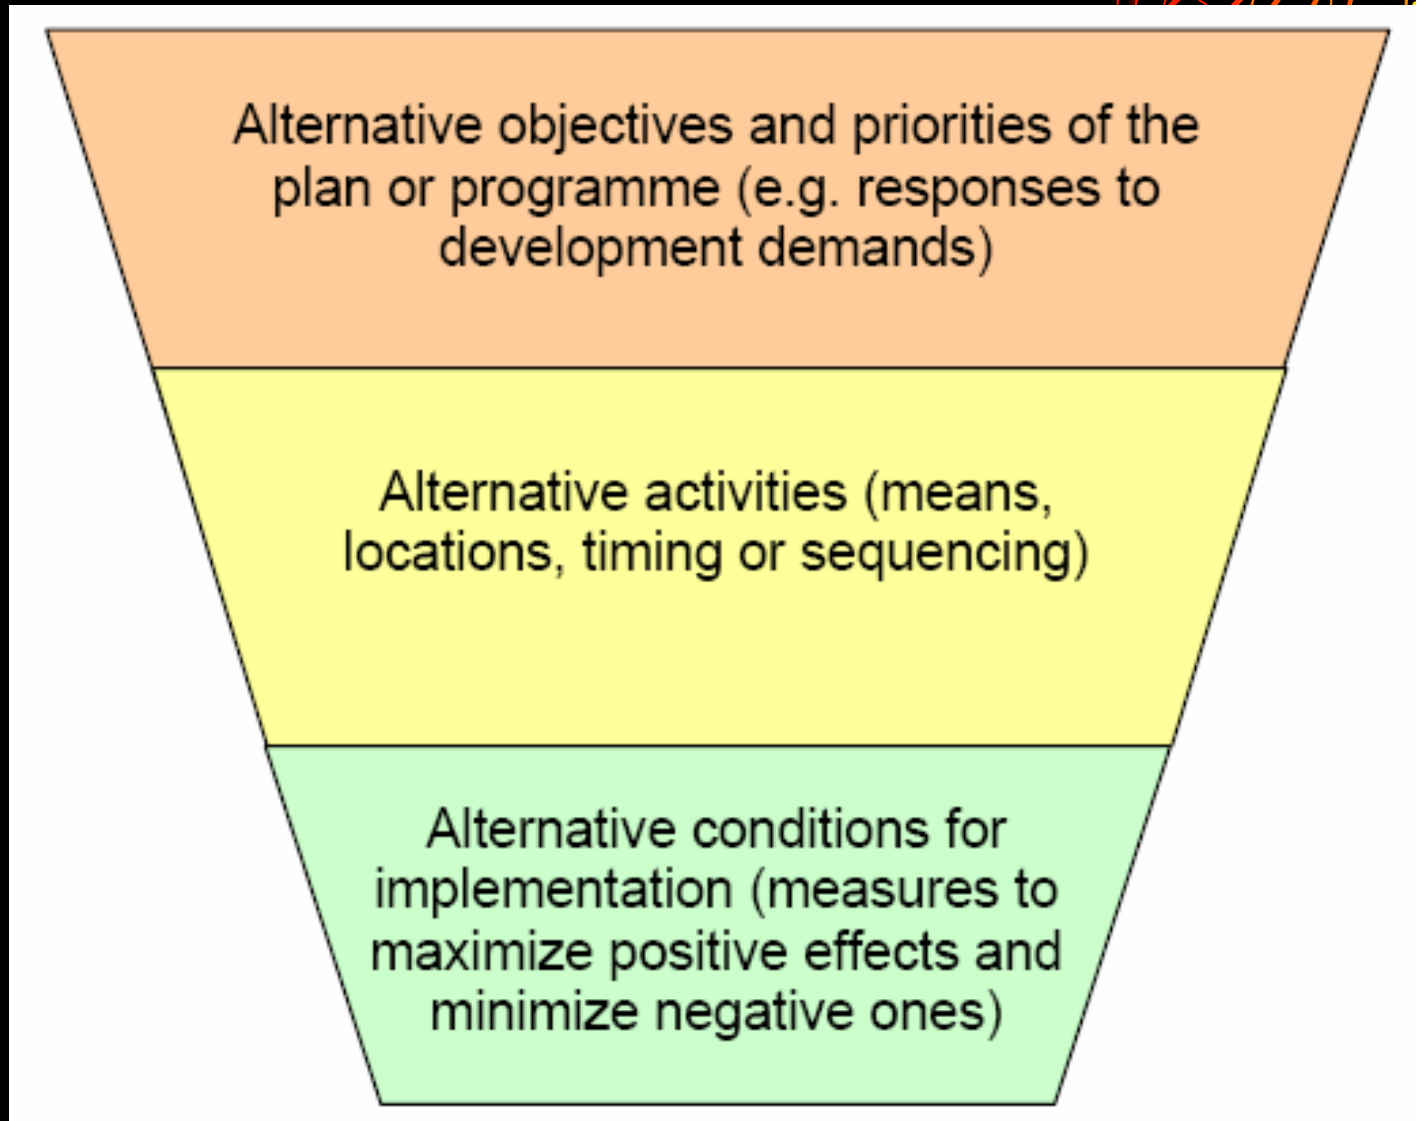 Alternative objectives and priorities of the
plan or programme (e.g. responses to
development demands)
Alternative activities (means,
locations, timing or sequencing)
Alternative conditions for
implementation (measures to
maximize positive effects and
minimize negative ones)